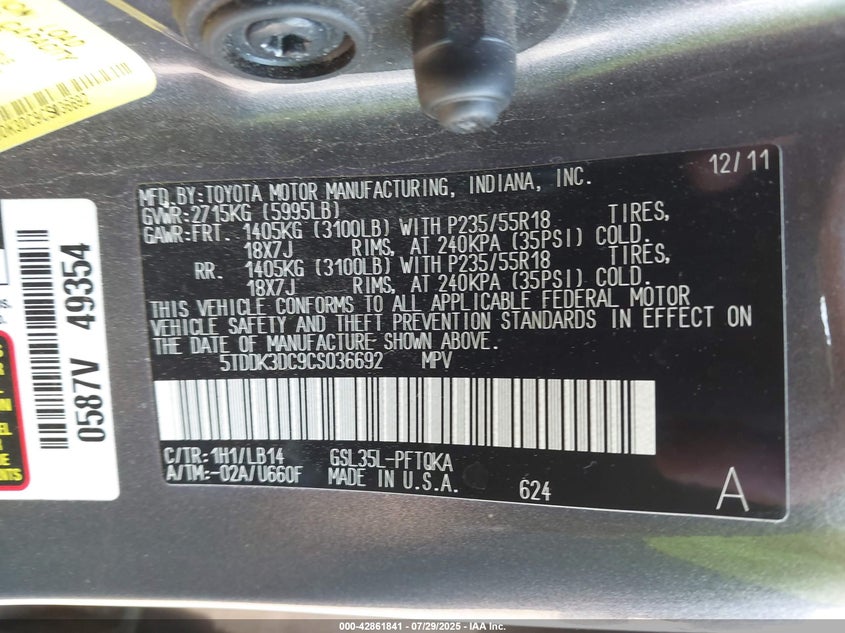 12/11
MFD.BY:TOYOTA MOTOR MANUFACTURING, INDIANA, INC.
GVWR:2715KG (5995LB)
GAWR:FRT. 1405KG (3100LB) WITH P235/55R18 TIRES,
18X7J RIMS, AT 240KPA (35PSI) COLD.
RR. 1405KG (3100LB) WITH P235/55R18 TIRES,
18X7J RIMS, AT 240KPA (35PSI) COLD.
THIS VEHICLE CONFORMS TO ALL APPLICABLE FEDERAL MOTOR
VEHICLE SAFETY AND THEFT PREVENTION STANDARDS IN EFFECT ON
THE DATE OF MANUFACTURE SHOWN ABOVE.
5TDDK3DC9CS036692 MPV
C/TR:1H1/LB14 GSL35L-PFTQKA
A/TM:-02A/U660F MADE IN U.S.A. 624 A
0587V 49354
000-42861841 / 07/29/2025 - IAA Inc.